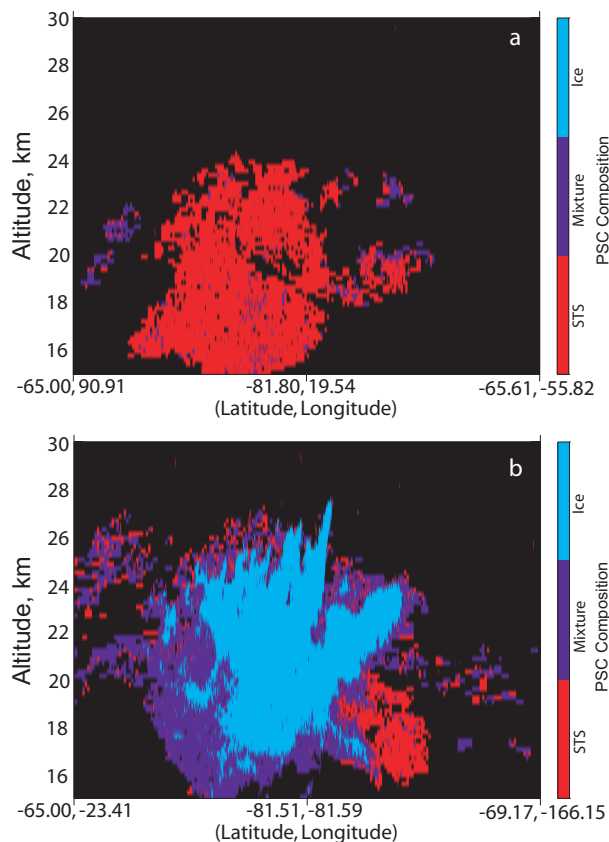 a
30
28
26
24
22
20
18
16
Altitude, km
-65.00,90.91
-81.80,19.54
-65.61,-55.82
(Latitude, Longitude)
Ice
Mixture
STS
PSC Composition
b
30
28
26
24
22
20
18
16
Altitude, km
-65.00,-23.41
-81.51,-81.59
-69.17,-166.15
(Latitude, Longitude)
Ice
Mixture
STS
PSC Composition